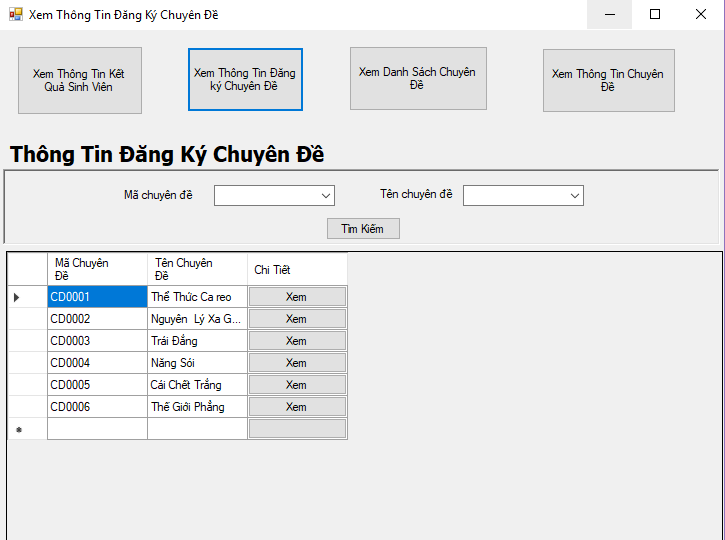 Xem Thông Tin Đăng Ký Chuyên Đề
Xem Thông Tin Kết
Quả Sinh Viên
Xem Thông Tin Đăng
ký Chuyên Đề
Xem Danh Sách Chuyên
Đề
Xem Thông Tin Chuyên
Đề
Thông Tin Đăng Ký Chuyên Đề
Mã chuyên đề
Tên chuyên đề
Tìm Kiếm
Mã Chuyên
Đề
Tên Chuyên
Đề
Chi Tiết
CD0001 Thể Thức Ca reo Xem
CD0002 Nguyên Lý Xa G... Xem
CD0003 Trái Đẳng Xem
CD0004 Năng Sói Xem
CD0005 Cái Chết Trắng Xem
CD0006 Thế Giới Phẳng Xem